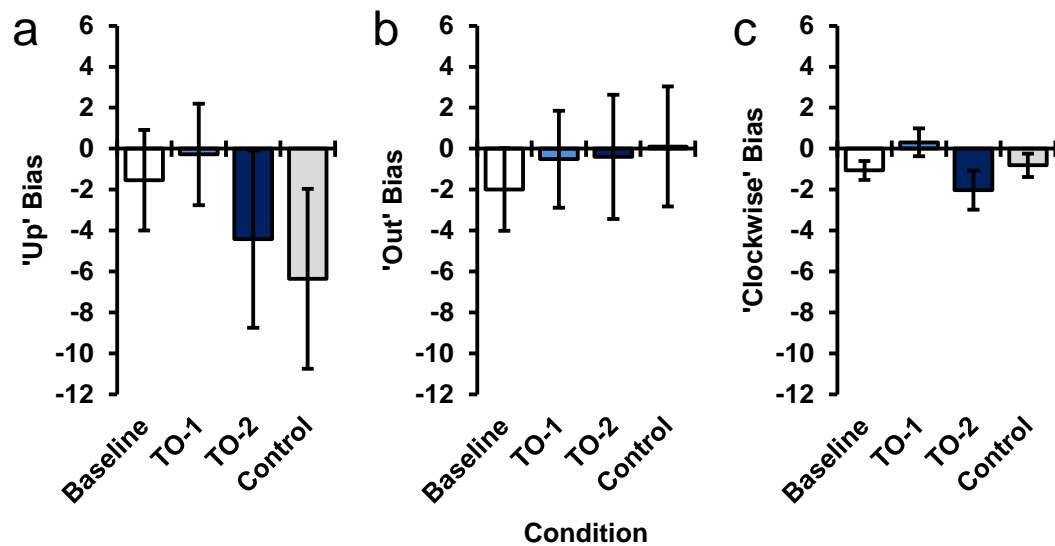 a
'Up' Bias
6
4
2
0
-2
-4
-6
-8
-10
-12
Baseline
TO-1
TO-2
Control
b
'Out' Bias
6
4
2
0
-2
-4
-6
-8
-10
-12
Baseline
TO-1
TO-2
Control
c
'Clockwise' Bias
6
4
2
0
-2
-4
-6
-8
-10
-12
Baseline
TO-1
TO-2
Control
Condition